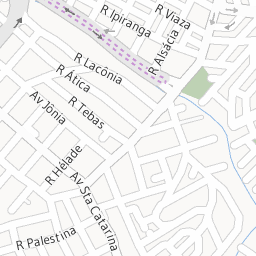 R Viaza
R Ipiranga
R Alsácia
R Lacônia
R Ática
R Tebas
Av Jônia
R Hélade
Av Sta Catarina
R Palestina